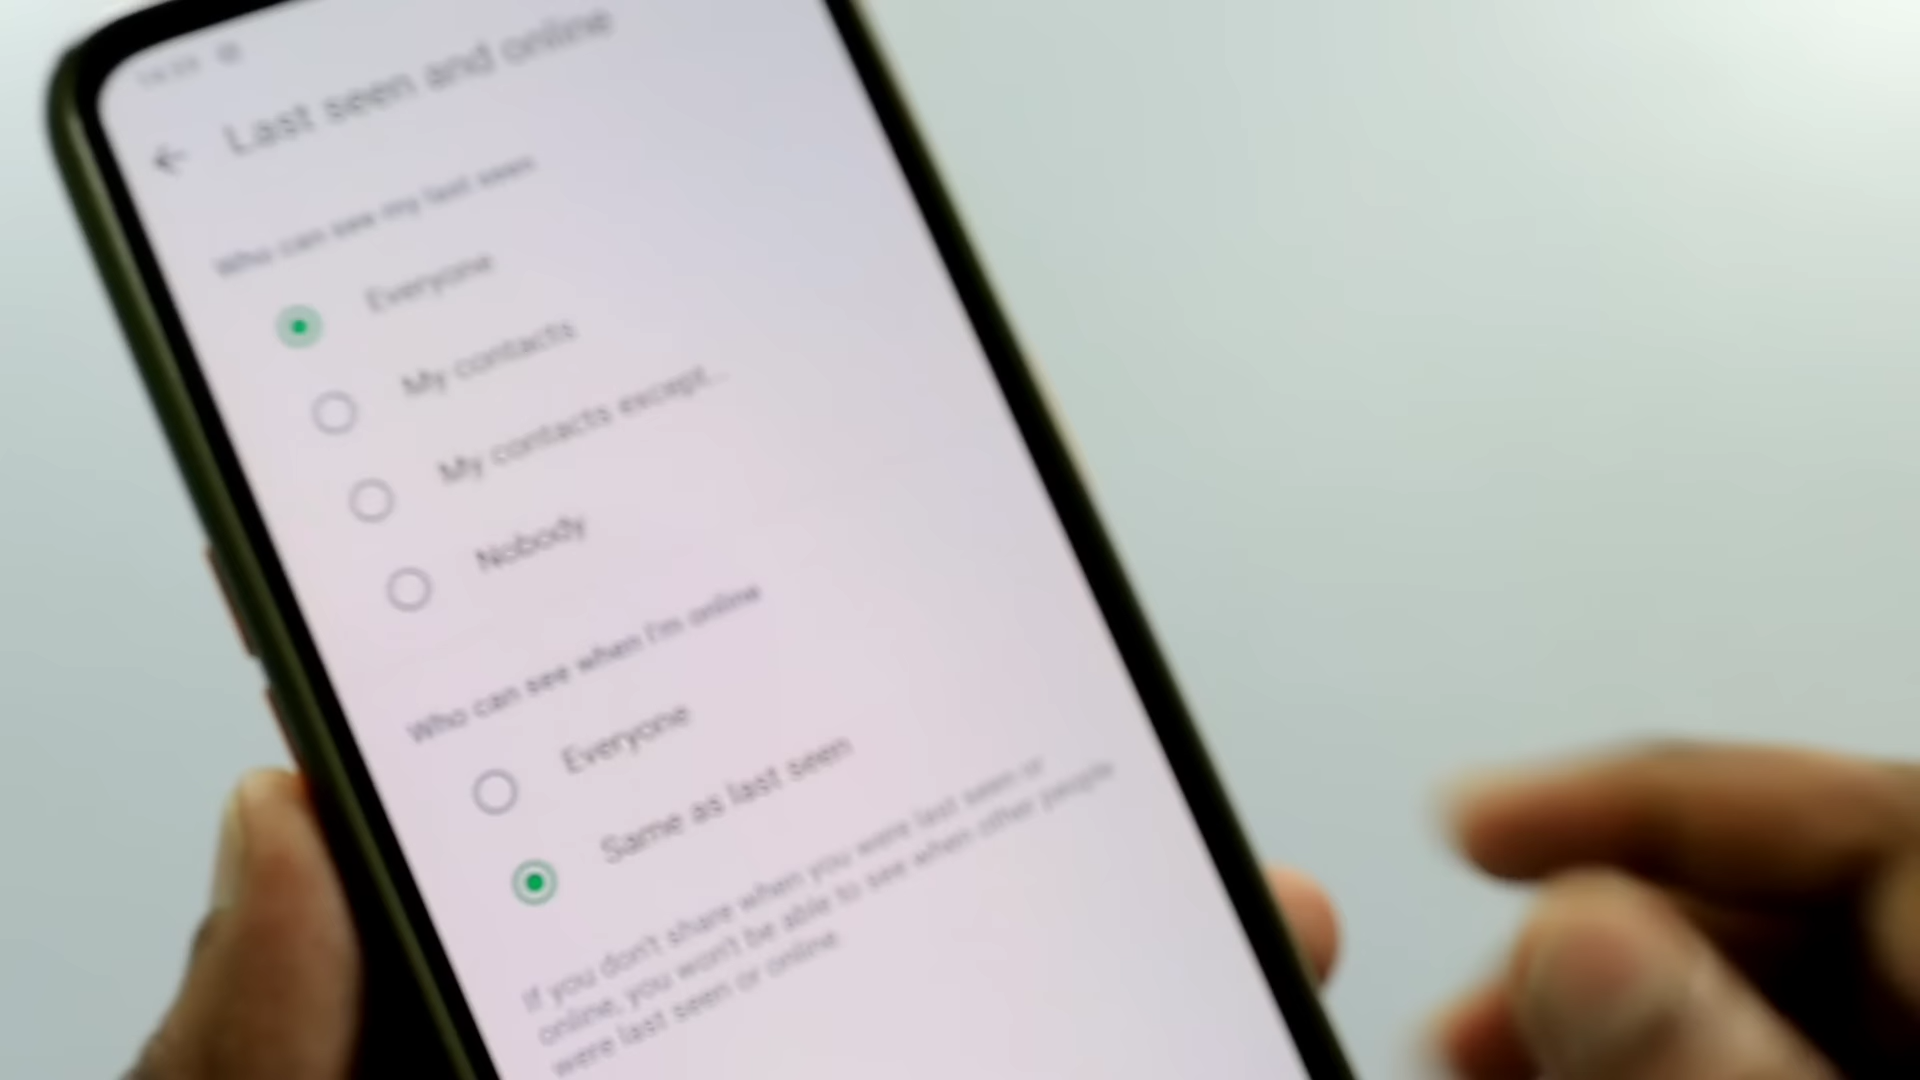 Last seen and online
Who can see my last seen
Everyone
My contacts
My contacts except...
Nobody
Who can see when I'm online
Everyone
Same as last seen
If you don't share when you were last seen or
online, you won't be able to see when other people
were last seen or online.